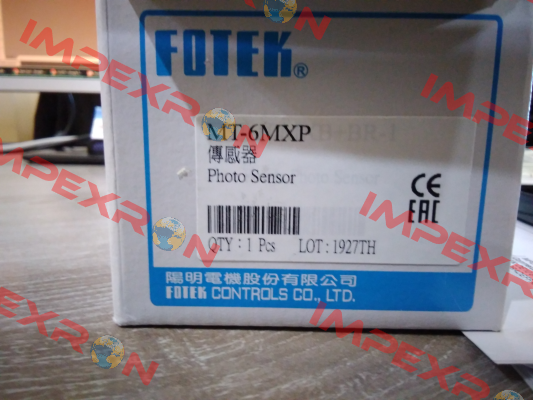 FOTEK®
MT-6MXP
傳感器
Photo Sensor
CE
EAC
QTY：1 Pcs LOT：1927TH
陽明電機股份有限公司
FOTEK CONTROLS CO., LTD.
IMPEXRON
IMPEXRON
IMPEXRON
IMPEXRON